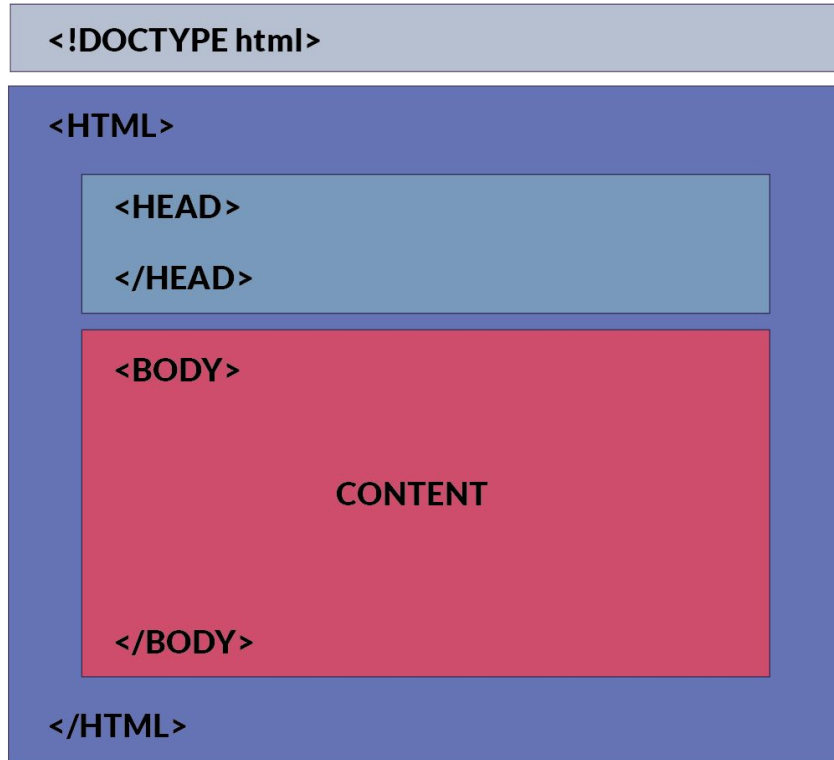 <!DOCTYPE html>
<HTML>
<HEAD>
</HEAD>
<BODY>
CONTENT
</BODY>
</HTML>